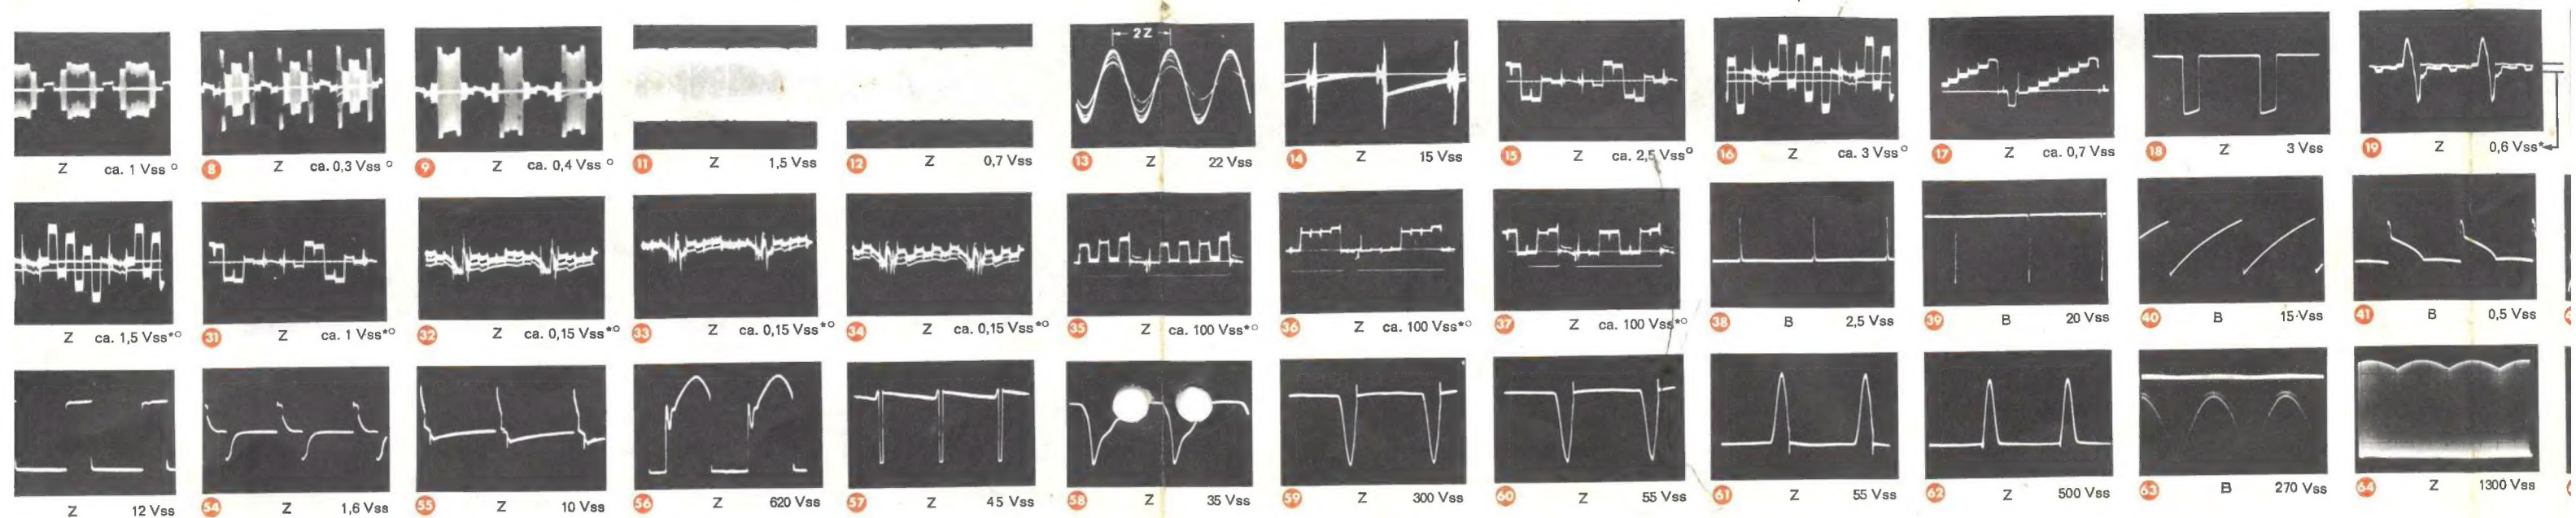 2 Z
Z ca. 1 Vss °
8 Z ca. 0,3 Vss °
9 Z ca. 0,4 Vss °
11 Z 1,5 Vss
12 Z 0,7 Vss
13 Z 22 Vss
14 Z 15 Vss
15 Z ca. 2,5 Vss°
16 Z ca. 3 Vss °
17 Z ca. 0,7 Vss
18 Z 3 Vss
19 Z 0,6 Vss*
Z ca. 1,5 Vss*°
31 Z ca. 1 Vss*°
32 Z ca. 0,15 Vss*°
33 Z ca. 0,15 Vss*°
34 Z ca. 0,15 Vss*°
35 Z ca. 100 Vss*°
36 Z ca. 100 Vss*°
37 Z ca. 100 Vss*°
38 B 2,5 Vss
39 B 20 Vss
40 B 15 Vss
41 B 0,5 Vss
Z 12 Vss
54 Z 1,6 Vss
55 Z 10 Vss
56 Z 620 Vss
57 Z 45 Vss
58 Z 35 Vss
59 Z 300 Vss
60 Z 55 Vss
61 Z 55 Vss
62 Z 500 Vss
63 B 270 Vss
64 Z 1300 Vss